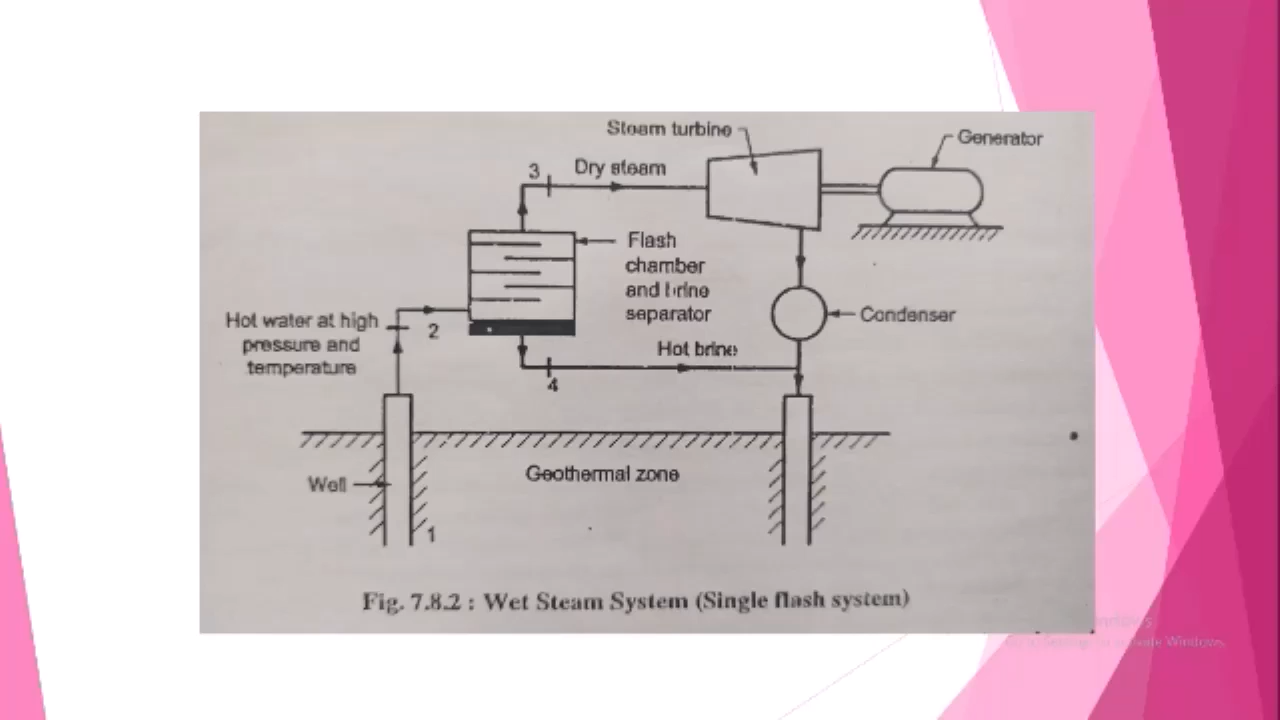 Steam turbine
Generator
3
Dry steam
Flash
chamber
and brine
separator
Hot water at high
pressure and
temperature
2
Condenser
Hot brine
4
Well
Geothermal zone
1
Fig. 7.8.2 : Wet Steam System (Single flash system)
Windows